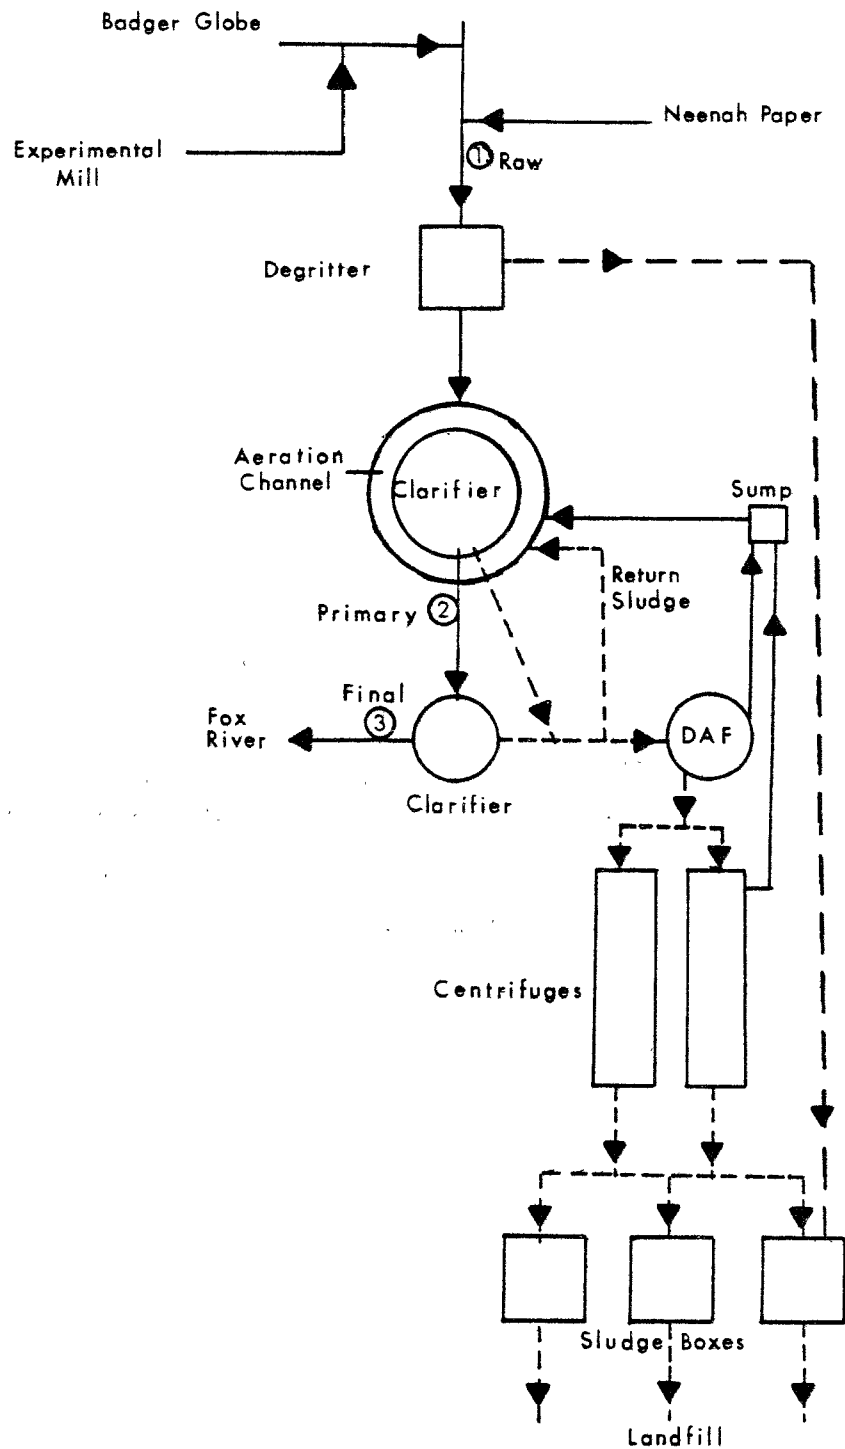 Badger Globe
Neenah Paper
Experimental
Mill
① Raw
Degritter
Aeration
Channel
Clarifier
Sump
Return
Sludge
Primary ②
Final
③
Fox
River
DAF
Clarifier
Centrifuges
Sludge Boxes
Landfill